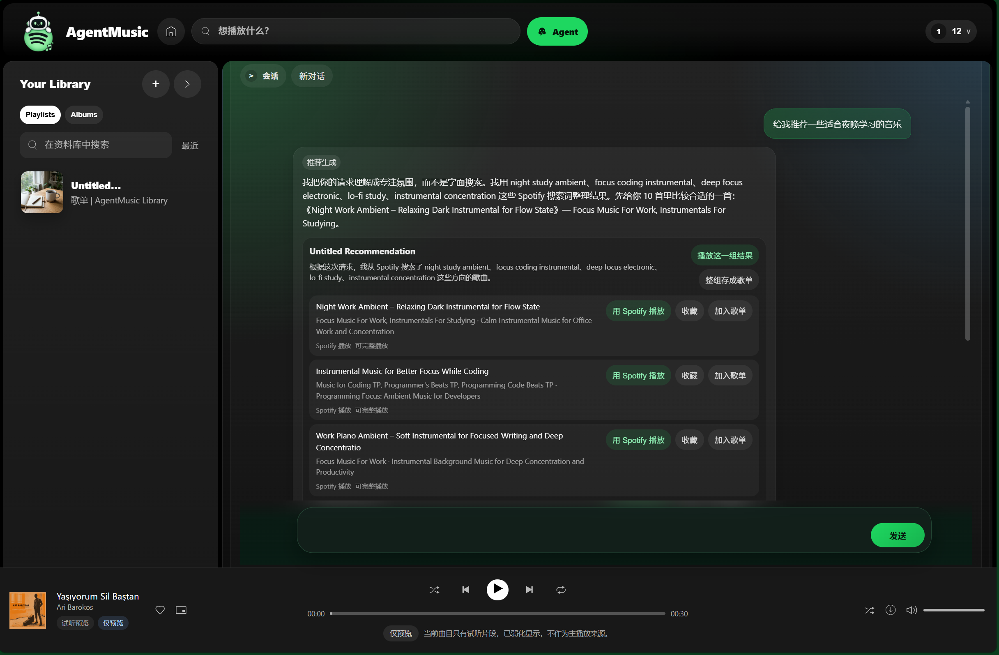 AgentMusic
想播放什么？
Agent
1 12 v
Your Library
+
Playlists
Albums
在资料库中搜索
最近
Untitled...
歌单 | AgentMusic Library
> 会话
新对话
给我推荐一些适合夜晚学习的音乐
推荐生成
我把你的请求理解成专注氛围，而不是字面搜索。我用 night study ambient、focus coding instrumental、deep focus
electronic、lo-fi study、instrumental concentration 这些 Spotify 搜索词整理结果。先给你 10 首里比较合适的一首：
《Night Work Ambient – Relaxing Dark Instrumental for Flow State》— Focus Music For Work, Instrumentals For
Studying。
Untitled Recommendation
播放这一组结果
根据这次请求，我从 Spotify 搜索了 night study ambient、focus coding instrumental、deep focus electronic、
lo-fi study、instrumental concentration 这些方向的歌曲。
整组存成歌单
Night Work Ambient – Relaxing Dark Instrumental for Flow State
用 Spotify 播放
收藏
加入歌单
Focus Music For Work, Instrumentals For Studying · Calm Instrumental Music for Office
Work and Concentration
Spotify 播放 可完整播放
Instrumental Music for Better Focus While Coding
用 Spotify 播放
收藏
加入歌单
Music for Coding TP, Programmer's Beats TP, Programming Code Beats TP ·
Programming Focus: Ambient Music for Developers
Spotify 播放 可完整播放
Work Piano Ambient – Soft Instrumental for Focused Writing and Deep
Concentratio
用 Spotify 播放
收藏
加入歌单
Focus Music For Work · Instrumental Background Music for Deep Concentration and
Productivity
Spotify 播放 可完整播放
发送
ARİ BAROKAS
Yaşıyorum Sil Baştan
Ari Barokos
试听预览
仅预览
00:00
00:30
仅预览
当前曲目只有试听片段，已弱化显示，不作为主播放来源。